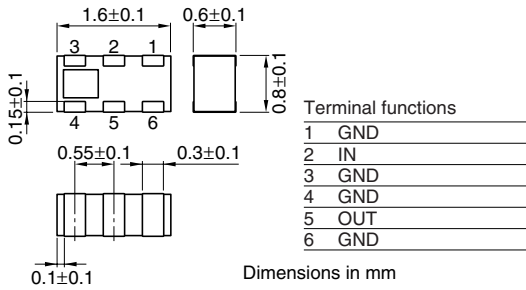 1.6±0.1
0.6±0.1
3 2 1
0.15±0.1
0.8±0.1
4 5 6
0.55±0.1
0.3±0.1
0.1±0.1
Dimensions in mm
Terminal functions
1 GND
2 IN
3 GND
4 GND
5 OUT
6 GND